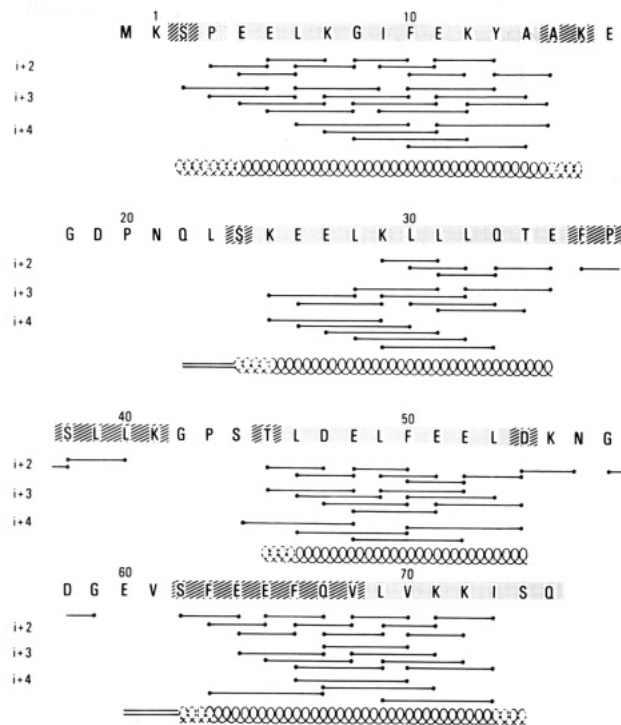 1 10
M K S P E E L K G I F E K Y A A K E
i+2
i+3
i+4
20 30
G D P N Q L S K E E L K L L L Q T E F P
i+2
i+3
i+4
40 50
S L L K G P S T L D E L F E E L D K N G
i+2
i+3
i+4
60 70
D G E V S F E E F Q V L V K K I S Q
i+2
i+3
i+4